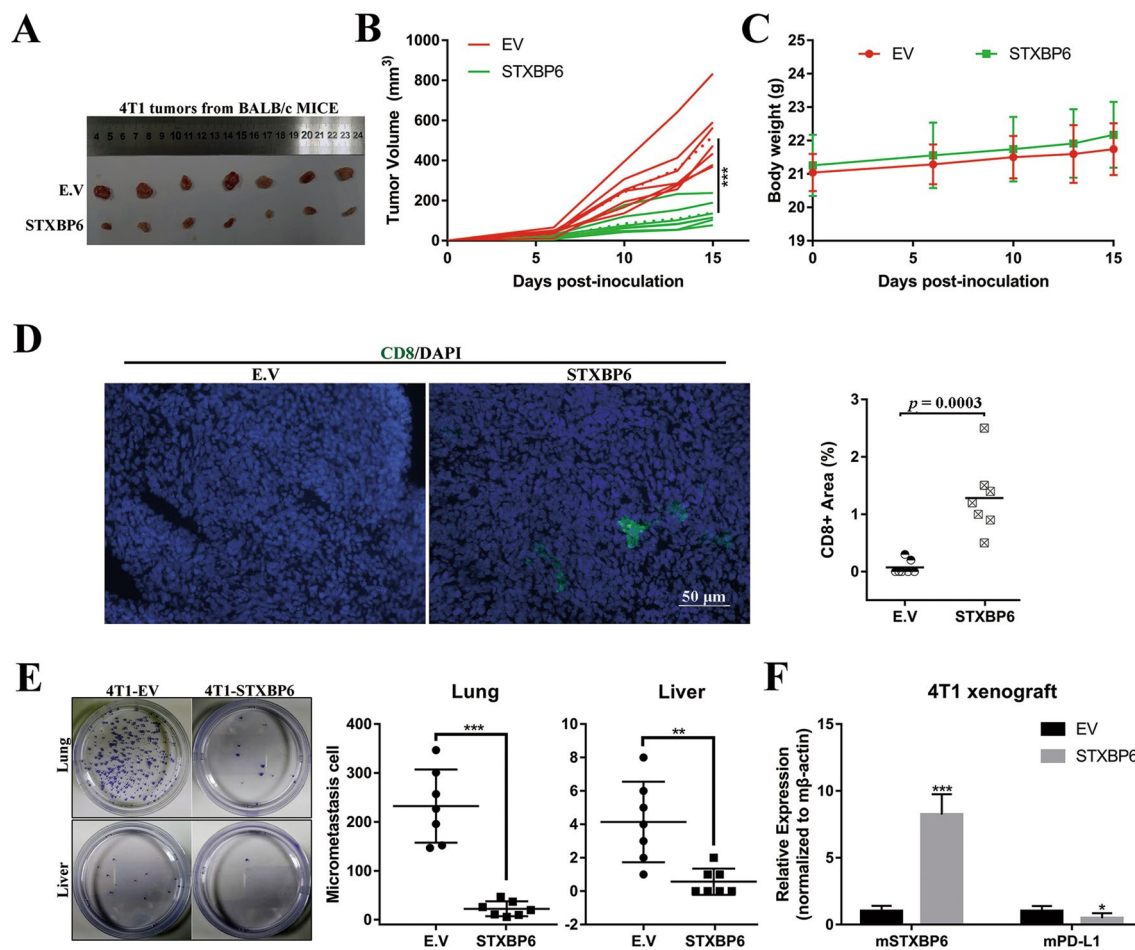 A
4T1 tumors from BALB/c MICE
4 5 6 7 8 9 10 11 12 13 14 15 16 17 18 19 20 21 22 23 24
E.V
STXBP6
B
1000
800
600
400
200
0
Tumor Volume (mm³)
EV
STXBP6
***
0 5 10 15
Days post-inoculation
C
25
24
23
22
21
20
19
Body weight (g)
EV STXBP6
0 5 10 15
Days post-inoculation
D
CD8/DAPI
E.V STXBP6
50 µm
p = 0.0003
3
2
1
0
CD8+ Area (%)
E.V STXBP6
E
4T1-EV 4T1-STXBP6
Lung
Liver
Lung
400
300
200
100
0
Micrometastasis cell
***
E.V STXBP6
Liver
10
8
6
4
2
0
-2
**
E.V STXBP6
F
4T1 xenograft
15
10
5
0
Relative Expression
(normalized to mβ-actin)
EV
STXBP6
***
*
mSTXBP6 mPD-L1